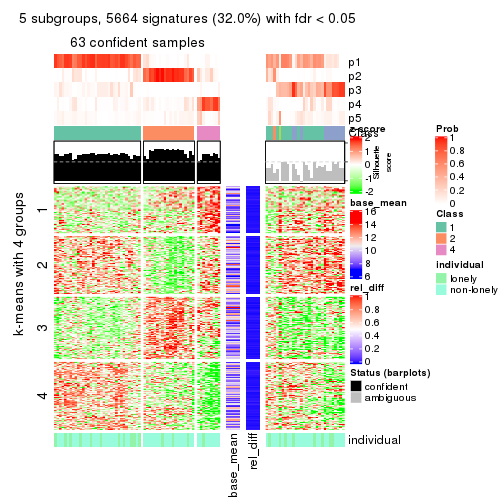 5 subgroups, 5664 signatures (32.0%) with fdr < 0.05
63 confident samples
p1
p2
p3
p4
p5
Class
z-score
2
1
0
-1
-2
Silhouette
score
k-means with 4 groups
1
2
3
4
base_mean
16
14
12
10
8
6
rel_diff
1
0.8
0.6
0.4
0.2
0
Status (barplots)
confident
ambiguous
Prob
1
0.8
0.6
0.4
0.2
0
Class
1
2
4
individual
lonely
non-lonely
individual
base_mean
rel_diff